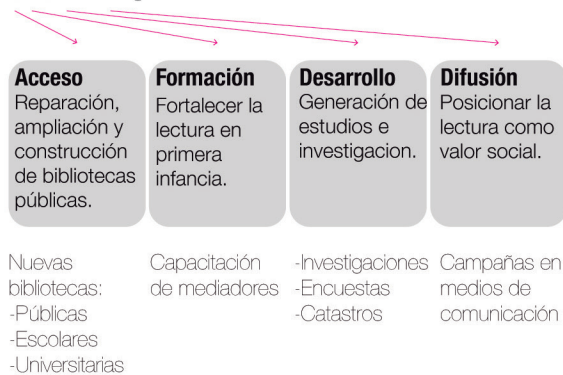 Acceso
Reparación,
ampliación y
construcción
de bibliotecas
públicas.
Formación
Fortalecer la
lectura en
primera
infancia.
Desarrollo
Generación de
estudios e
investigacion.
Difusión
Posicionar la
lectura como
valor social.
Nuevas
bibliotecas:
-Públicas
-Escolares
-Universitarias
Capacitación
de mediadores
-Investigaciones
-Encuestas
-Catastros
Campañas en
medios de
comunicación